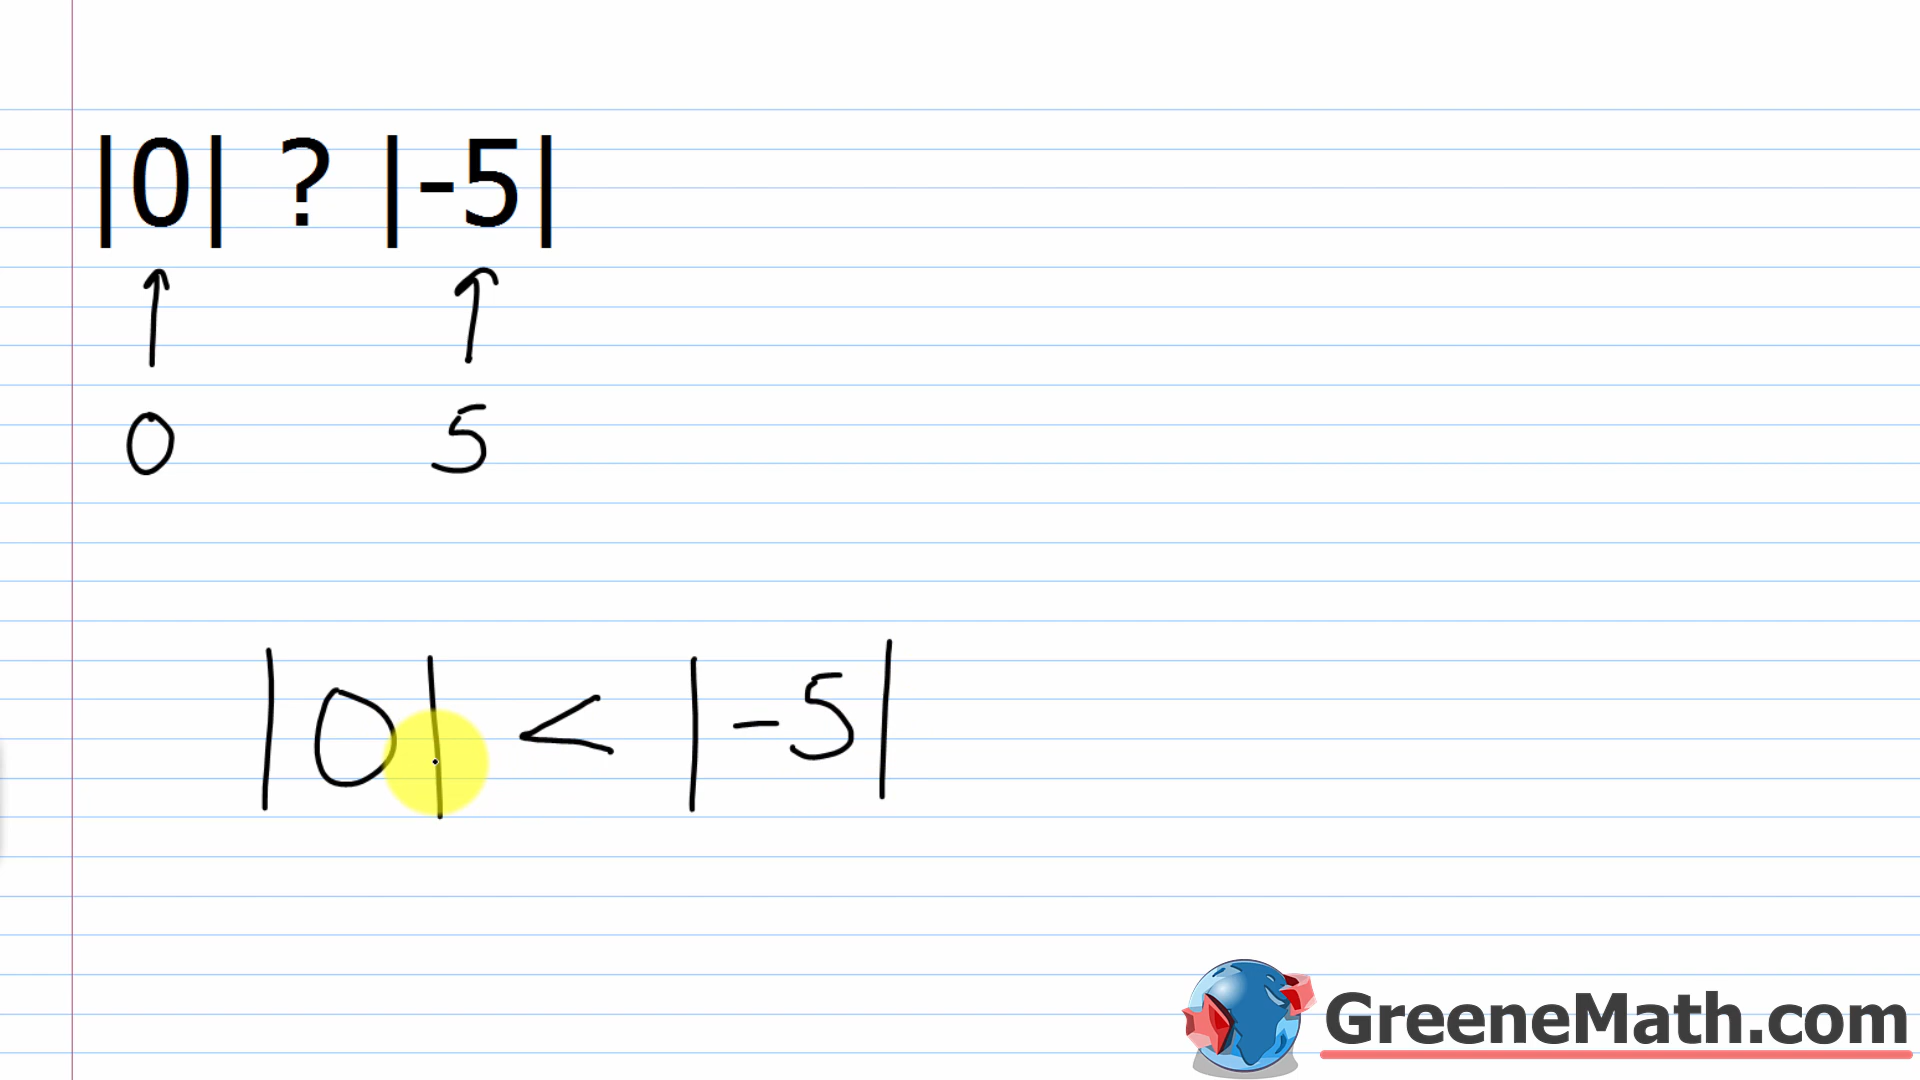 |0| ? |-5|
↑ ↑
0 5
|0| < |-5|
GreeneMath.com